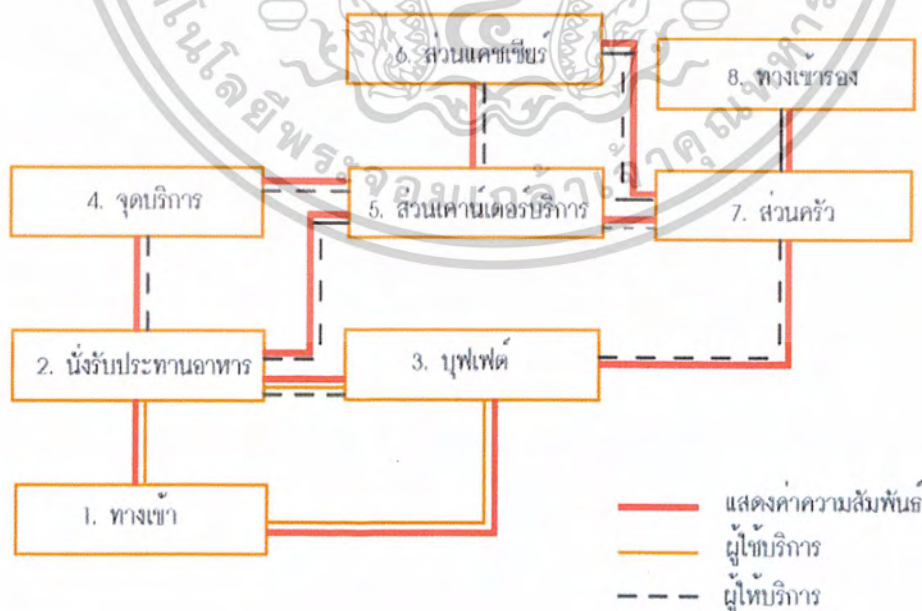 6. ส่วนแคชเชียร์
8. ทางเข้ารอง
4. จุดบริการ
5. ส่วนเคาน์เตอร์บริการ
7. ส่วนครัว
2. นั่งรับประทานอาหาร
3. บุฟเฟต์
1. ทางเข้า
แสดงค่าความสัมพันธ์
ผู้ใช้บริการ
ผู้ให้บริการ